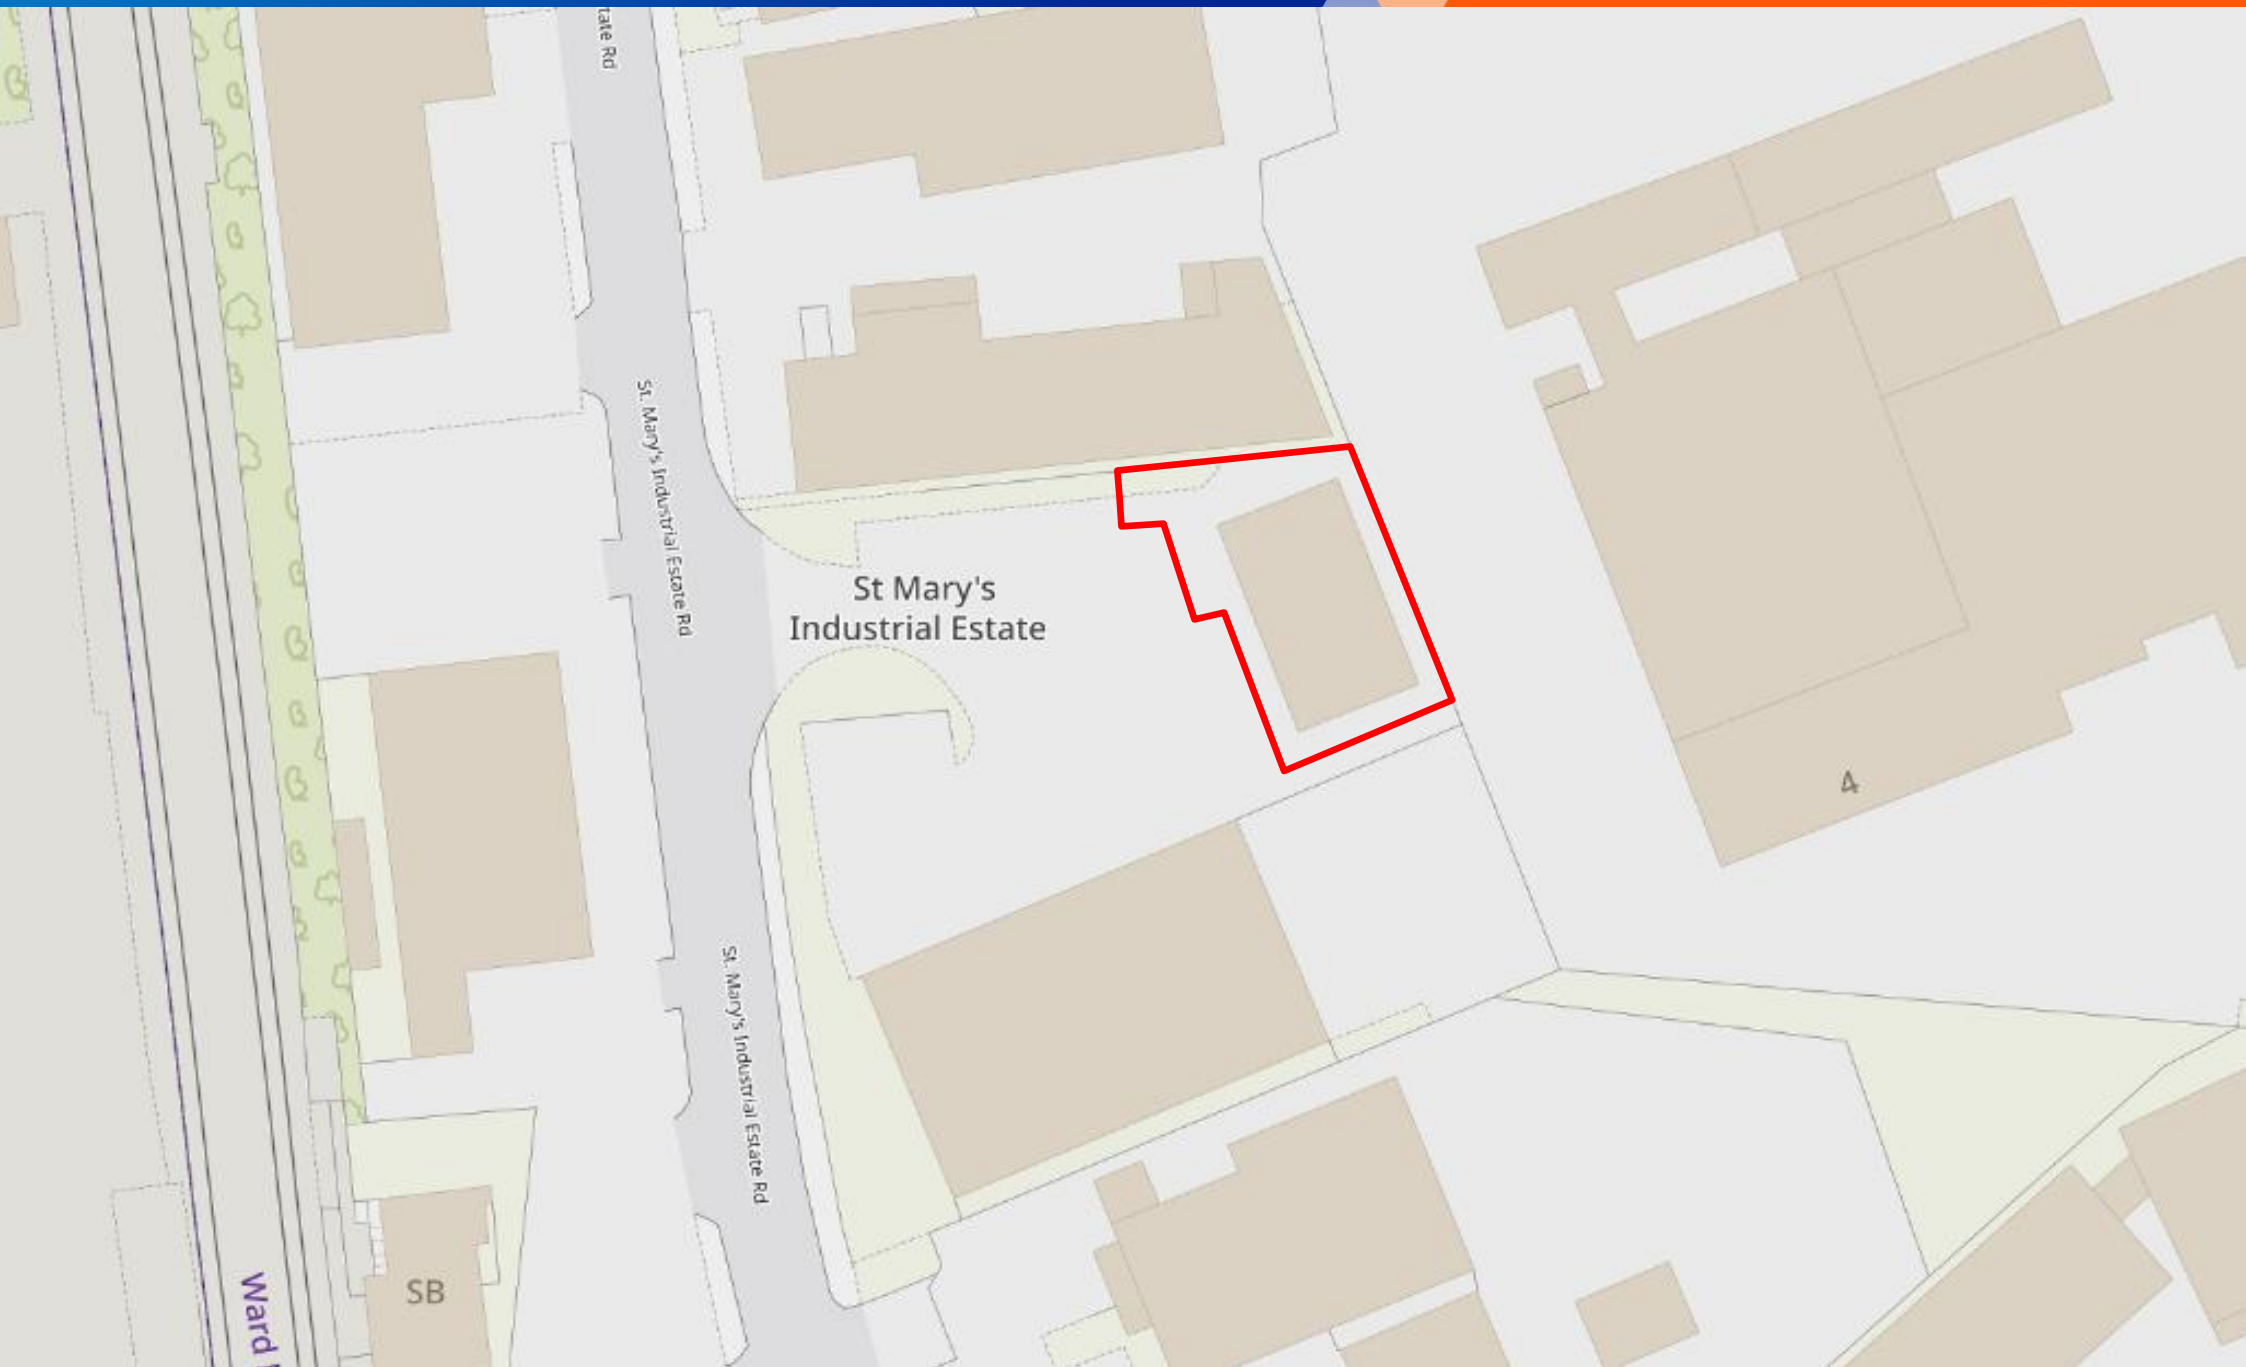 tate Rd
St. Mary's Industrial Estate Rd
St Mary's
Industrial Estate
4
St. Mary's Industrial Estate Rd
SB
Ward